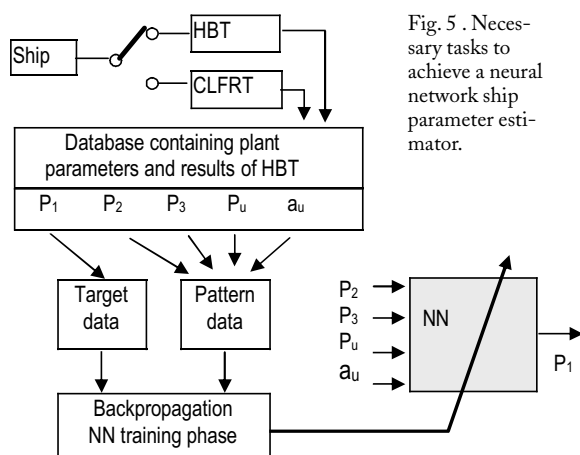 Ship
HBT
CLFRT
Fig. 5 . Neces-
sary tasks to
achieve a neural
network ship
parameter esti-
mator.
Database containing plant
parameters and results of HBT
P₁ P₂ P₃ Pᵤ aᵤ
Target
data
Pattern
data
Backpropagation
NN training phase
P₂
P₃
Pᵤ
aᵤ
NN
P₁